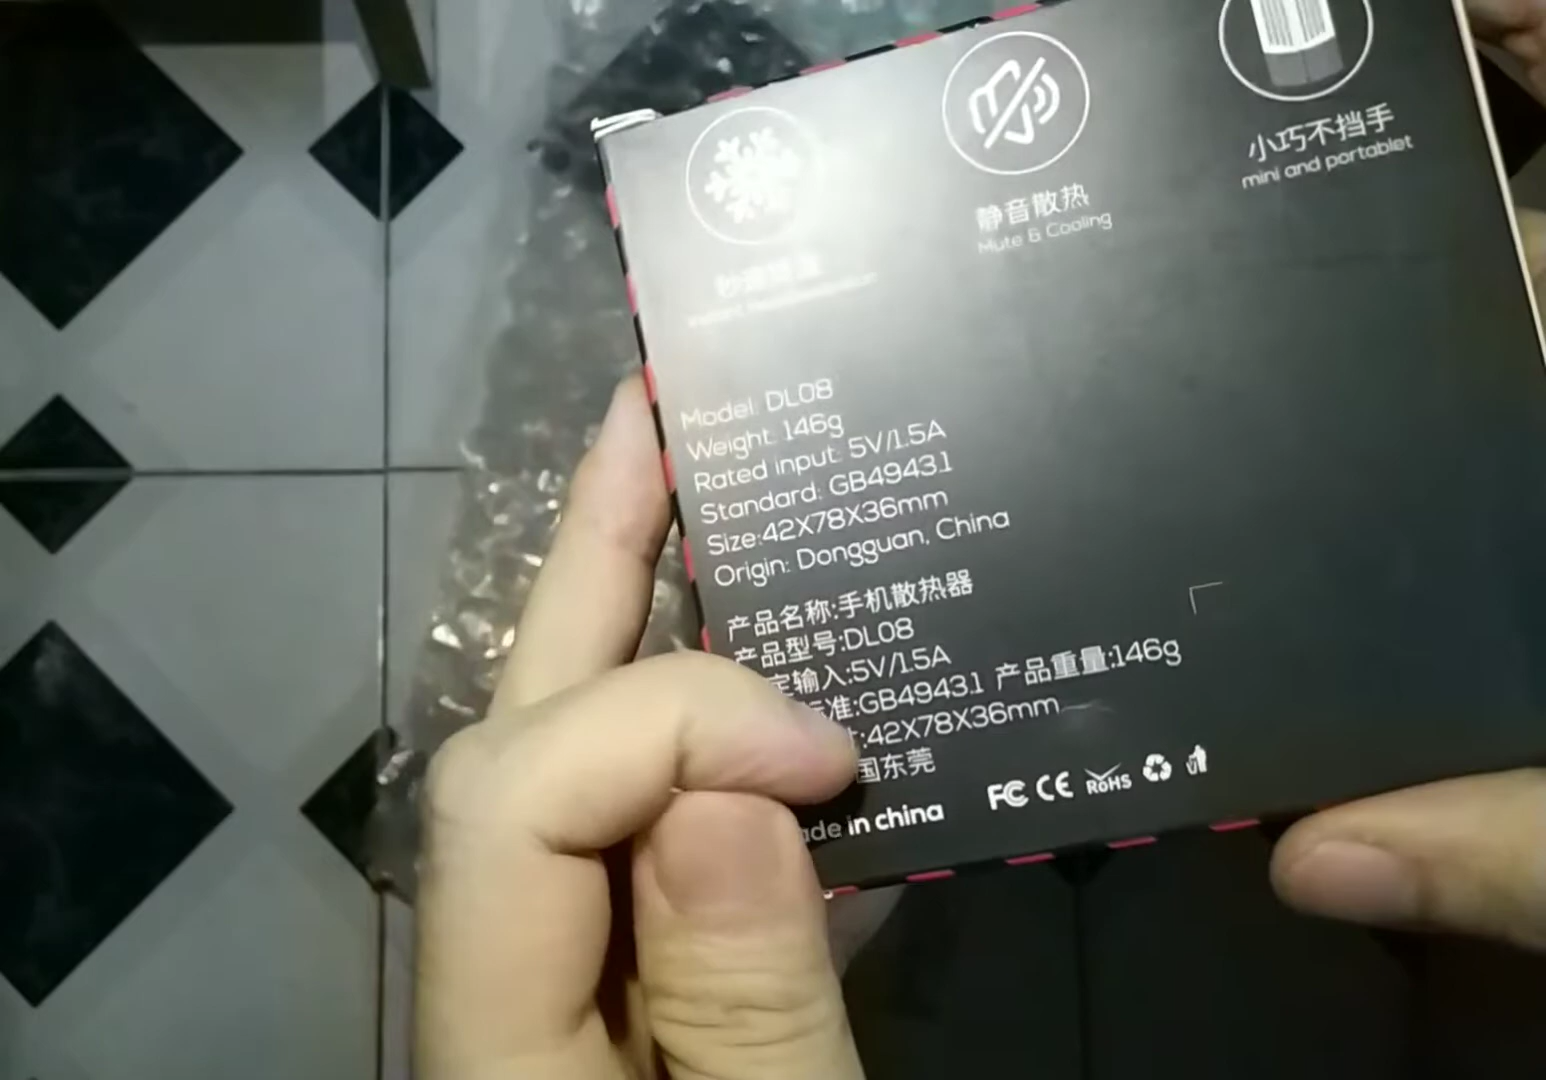 小巧不挡手
mini and portablet
静音散热
Mute & Cooling
Model: DL08
Weight: 146g
Rated input: 5V/1.5A
Standard: GB4943.1
Size:42X78X36mm
Origin: Dongguan, China
产品名称:手机散热器
产品型号:DL08
定输入:5V/1.5A
准:GB4943.1 产品重量:146g
:42X78X36mm
国东莞
ade in china
FC CE RoHS